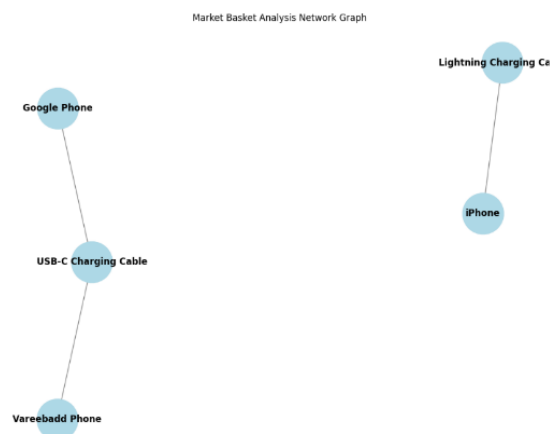 Market Basket Analysis Network Graph
Lightning Charging Ca
Google Phone
iPhone
USB-C Charging Cable
Vareebadd Phone